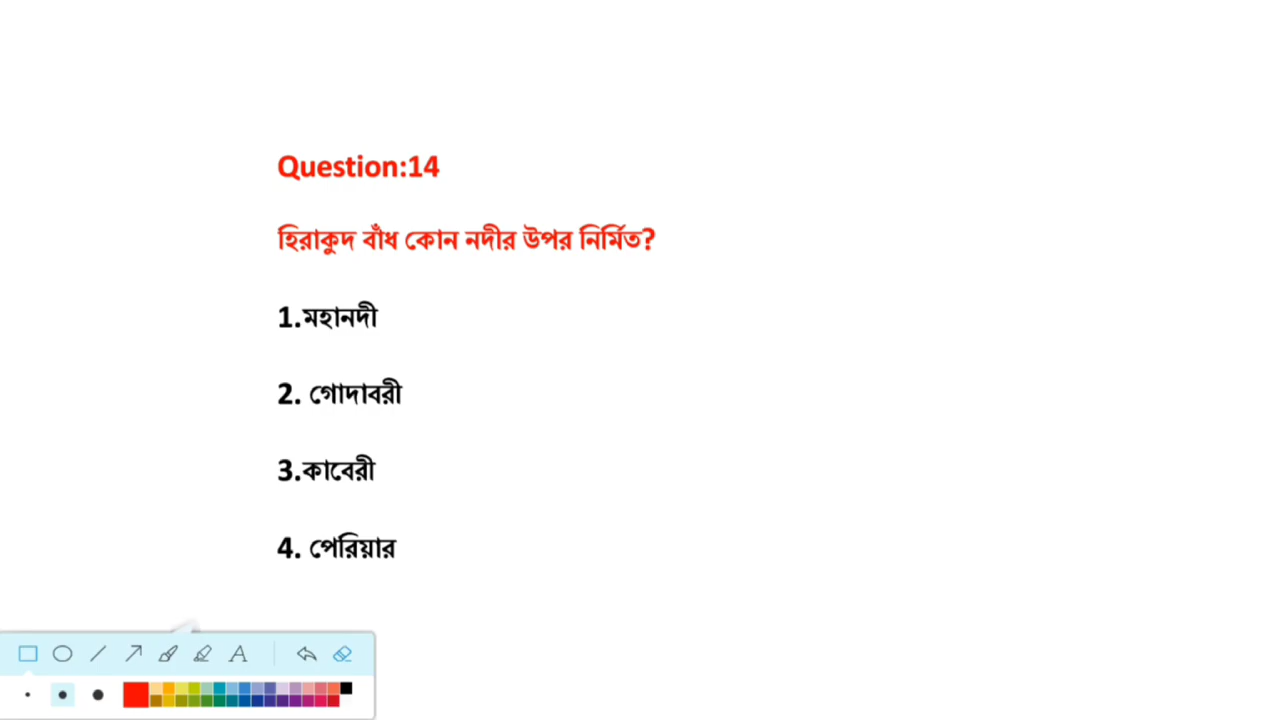 Question:14
হিরাকুদ বাঁধ কোন নদীর উপর নির্মিত?
1.মহানদী
2. গোদাবরী
3.কাবেরী
4. পেরিয়ার
A